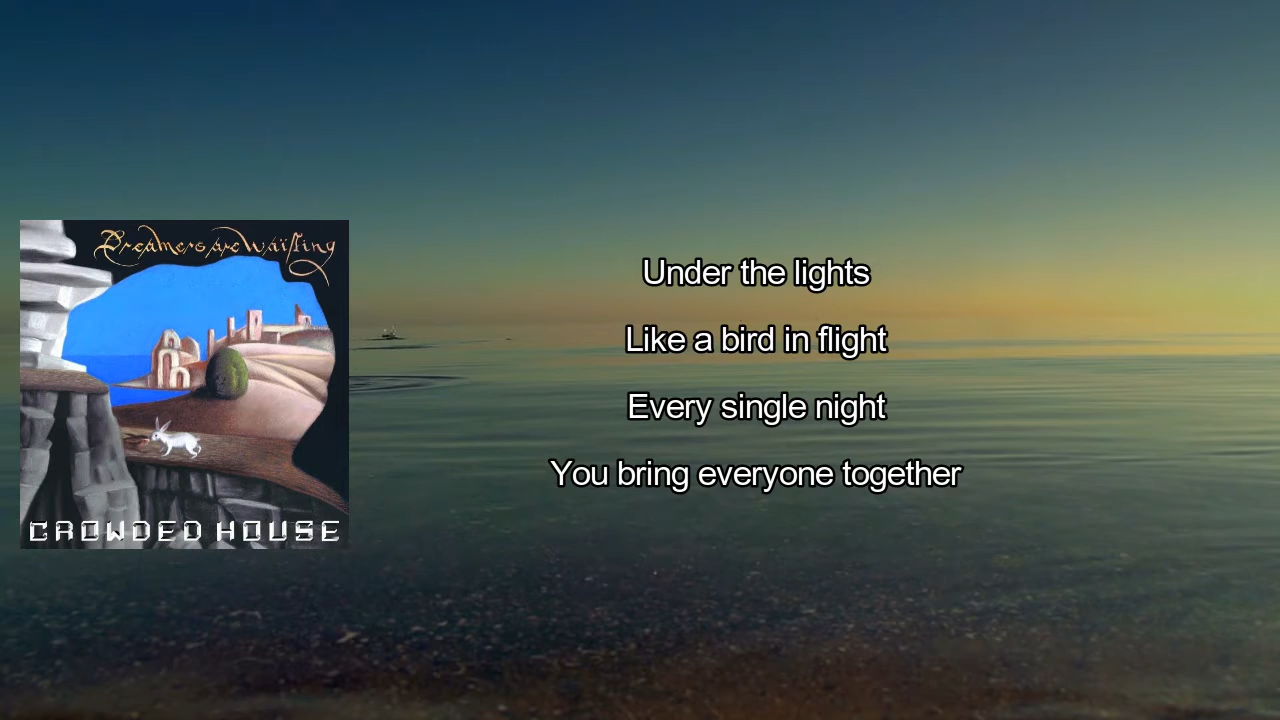 Dreamers are Waiting
CROWDED HOUSE
Under the lights
Like a bird in flight
Every single night
You bring everyone together